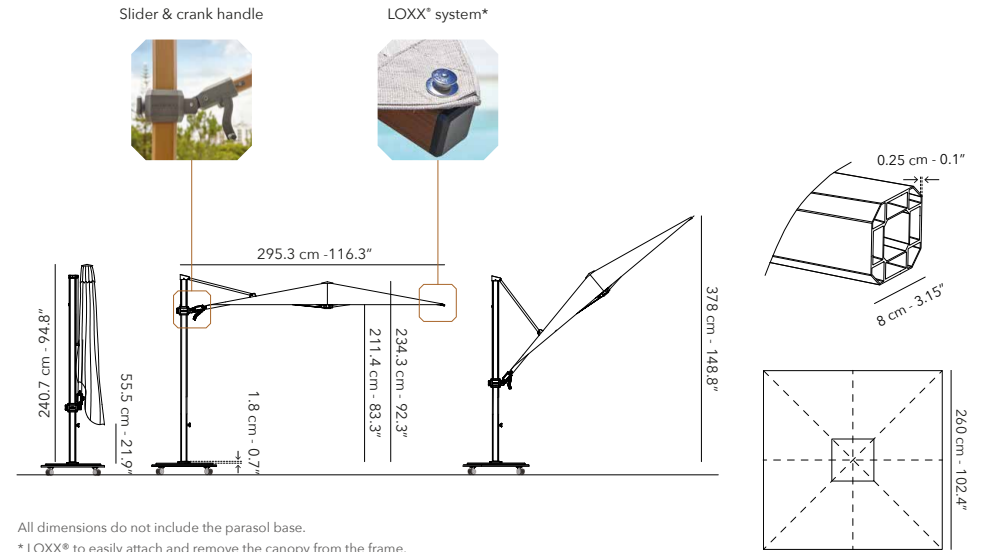 Slider & crank handle
LOXX® system*
0.25 cm - 0.1"
295.3 cm -116.3"
8 cm - 3.15"
240.7 cm - 94.8"
55.5 cm - 21.9"
1.8 cm - 0.7"
211.4 cm - 83.3"
234.3 cm - 92.3"
378 cm - 148.8"
260 cm - 102.4"
All dimensions do not include the parasol base.
* LOXX® to easily attach and remove the canopy from the frame.